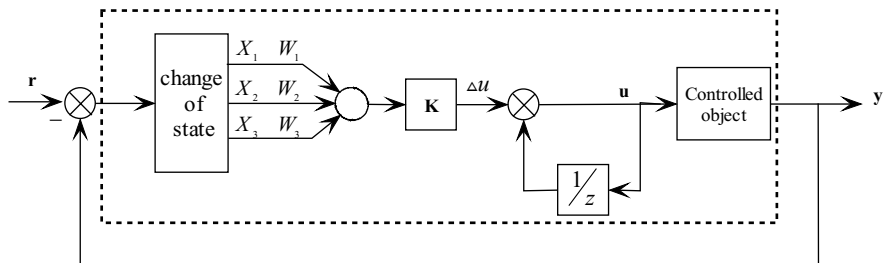 r
−
change
of
state
X₁ W₁
X₂ W₂
X₃ W₃
K
Δu
u
1/z
Controlled
object
y